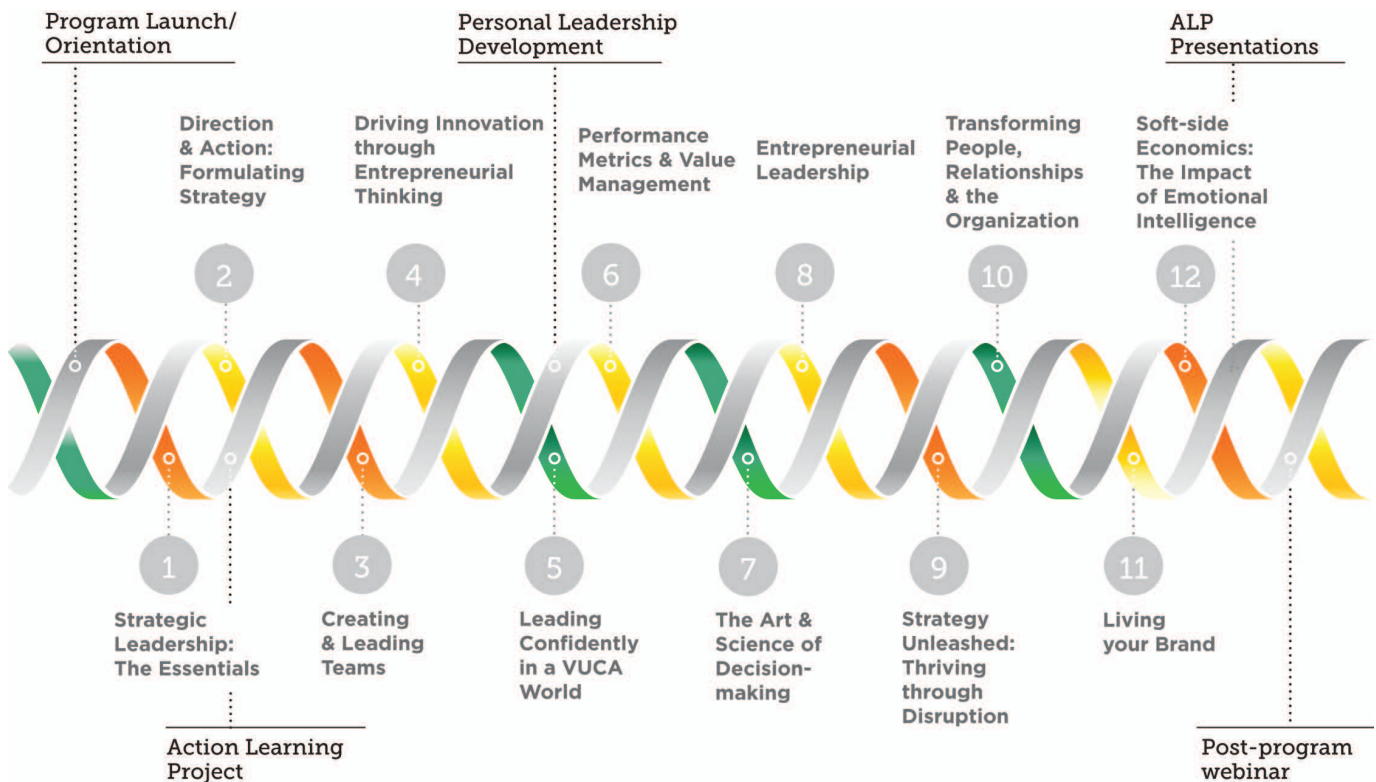 Program Launch/
Orientation
Personal Leadership
Development
ALP
Presentations
Direction
& Action:
Formulating
Strategy
Driving Innovation
through
Entrepreneurial
Thinking
Performance
Metrics & Value
Management
Entrepreneurial
Leadership
Transforming
People,
Relationships
& the
Organization
Soft-side
Economics:
The Impact
of Emotional
Intelligence
2
4
6
8
10
12
1
3
5
7
9
11
Strategic
Leadership:
The Essentials
Creating
& Leading
Teams
Leading
Confidently
in a VUCA
World
The Art &
Science of
Decision-
making
Strategy
Unleashed:
Thriving
through
Disruption
Living
your Brand
Action Learning
Project
Post-program
webinar